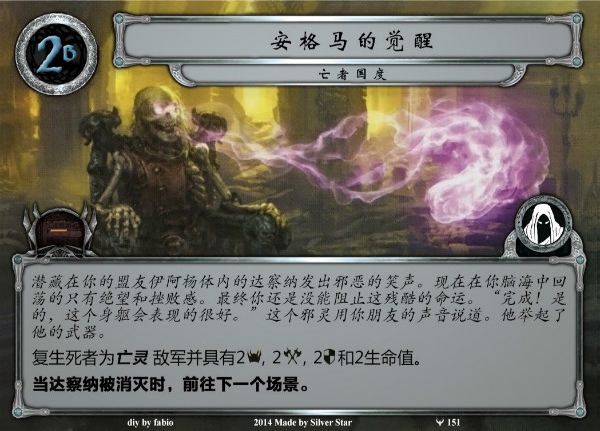 2B
安格马的觉醒
亡者国度
潜藏在你的盟友伊阿杨体内的达察纳发出邪恶的笑声。现在在你脑海中回
荡的只有绝望和挫败感。最终你还是没能阻止这残酷的命运。“完成！是
的，这个身躯会表现的很好。”这个邪灵用你朋友的声音说道。他举起了
他的武器。
复生死者为亡灵 敌军并具有2, 2, 2和2生命值。
当达察纳被消灭时，前往下一个场景。
diy by fabio 2014 Made by Silver Star 151